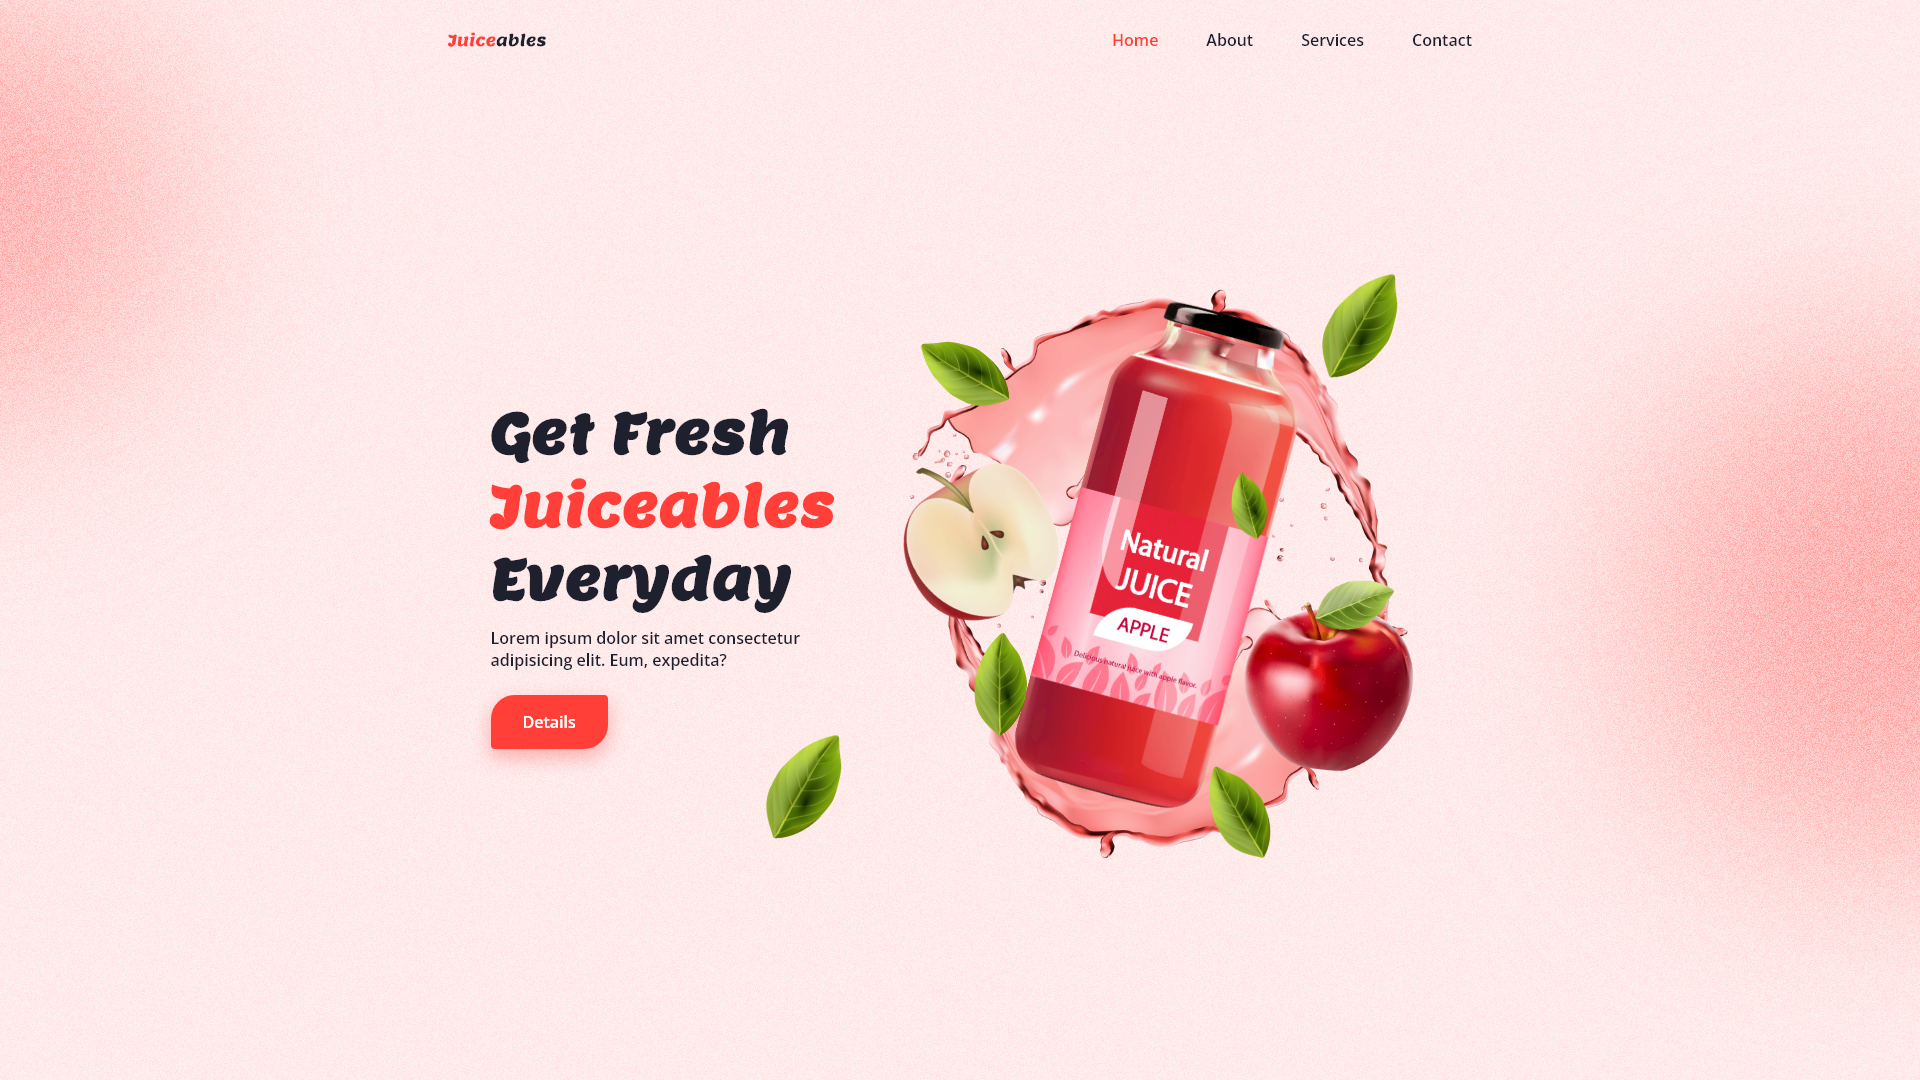 Juiceables
Home About Services Contact
Get Fresh
Juiceables
Everyday
Lorem ipsum dolor sit amet consectetur
adipisicing elit. Eum, expedita?
Details
Natural
JUICE
APPLE
Delicious natural juice with apple flavor.